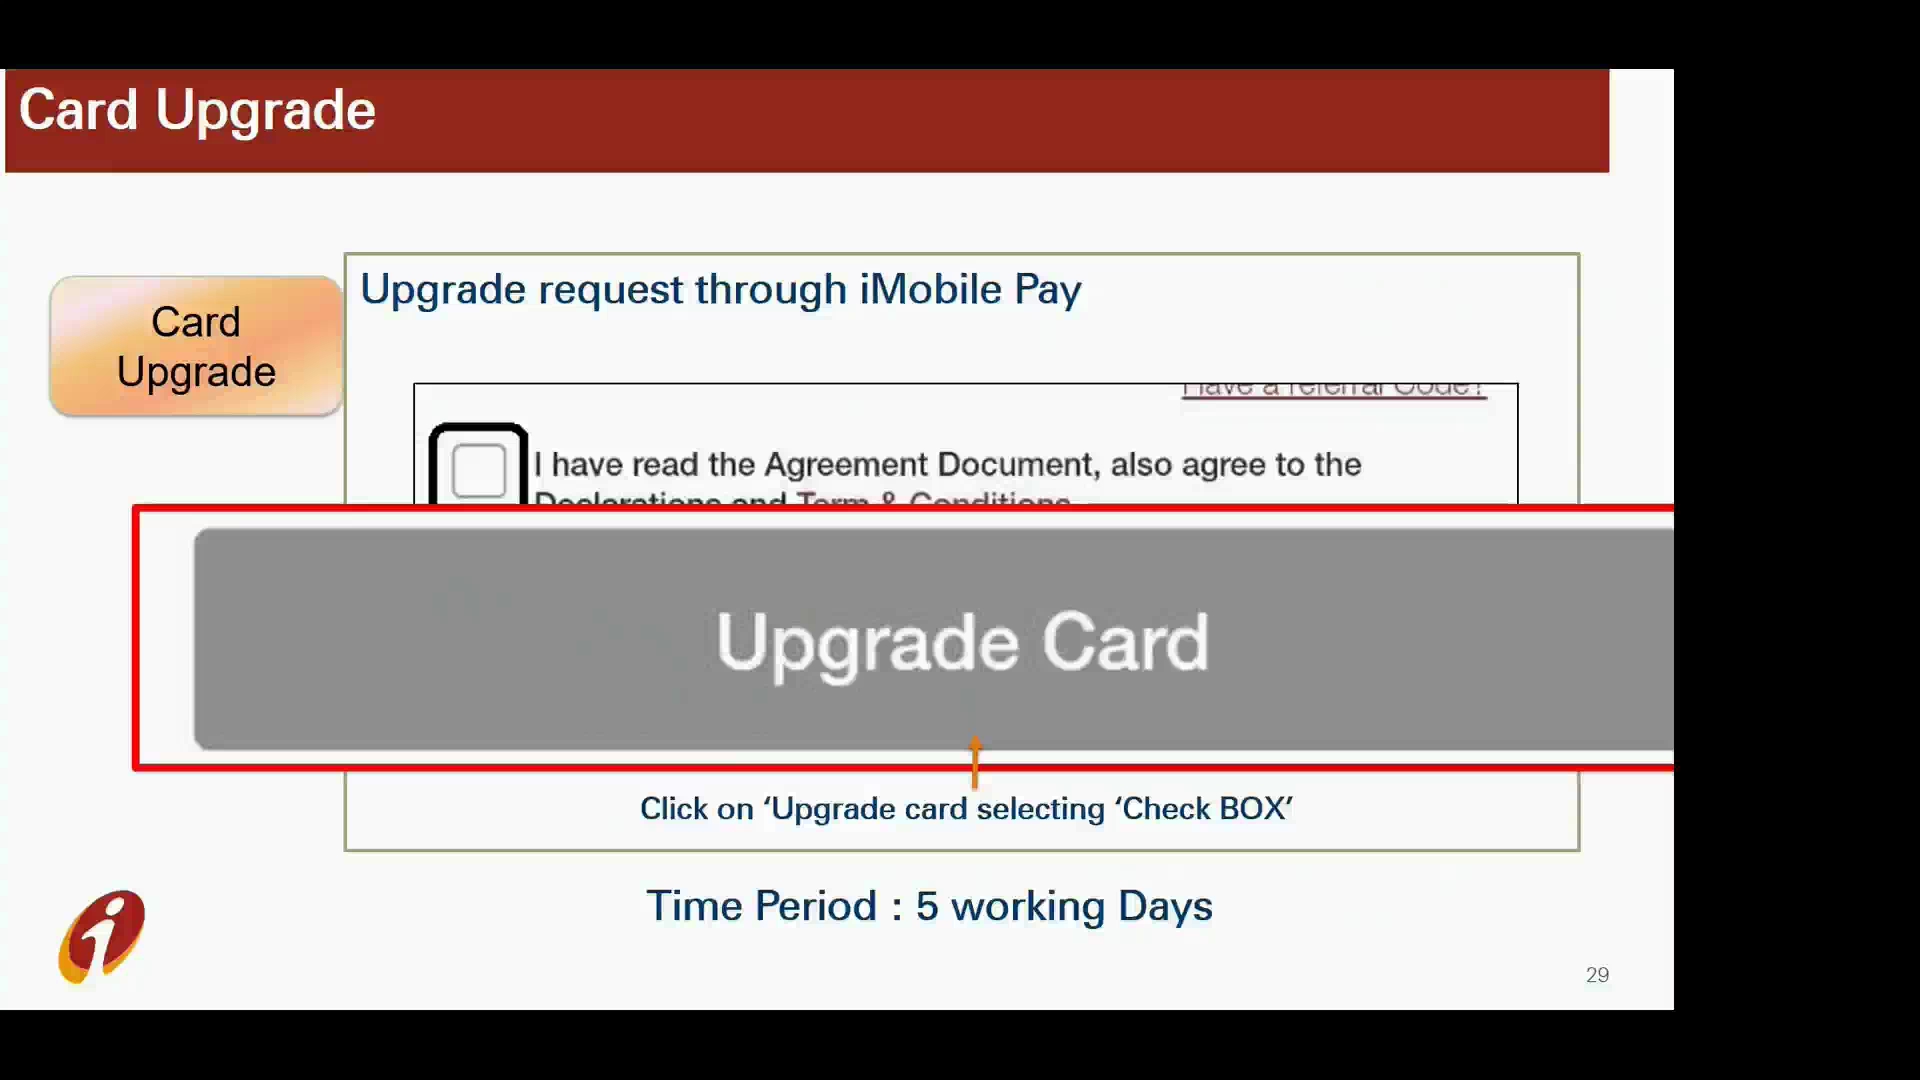 Card Upgrade
Card
Upgrade
Upgrade request through iMobile Pay
Have a referral Code?
I have read the Agreement Document, also agree to the
Declarations and Term & Conditions
Upgrade Card
Click on ‘Upgrade card selecting ‘Check BOX’
Time Period : 5 working Days
29